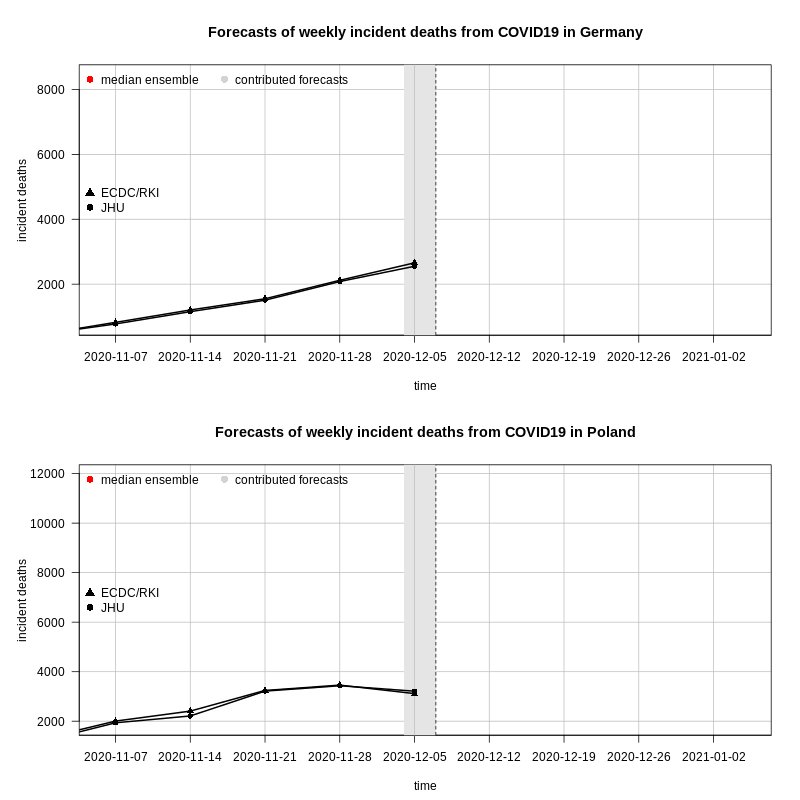 Forecasts of weekly incident deaths from COVID19 in Germany
median ensemble contributed forecasts
8000
6000
ECDC/RKI
JHU
4000
2000
incident deaths
2020-11-07 2020-11-14 2020-11-21 2020-11-28 2020-12-05 2020-12-12 2020-12-19 2020-12-26 2021-01-02
time
Forecasts of weekly incident deaths from COVID19 in Poland
12000
median ensemble contributed forecasts
10000
8000
ECDC/RKI
JHU
6000
4000
2000
incident deaths
2020-11-07 2020-11-14 2020-11-21 2020-11-28 2020-12-05 2020-12-12 2020-12-19 2020-12-26 2021-01-02
time